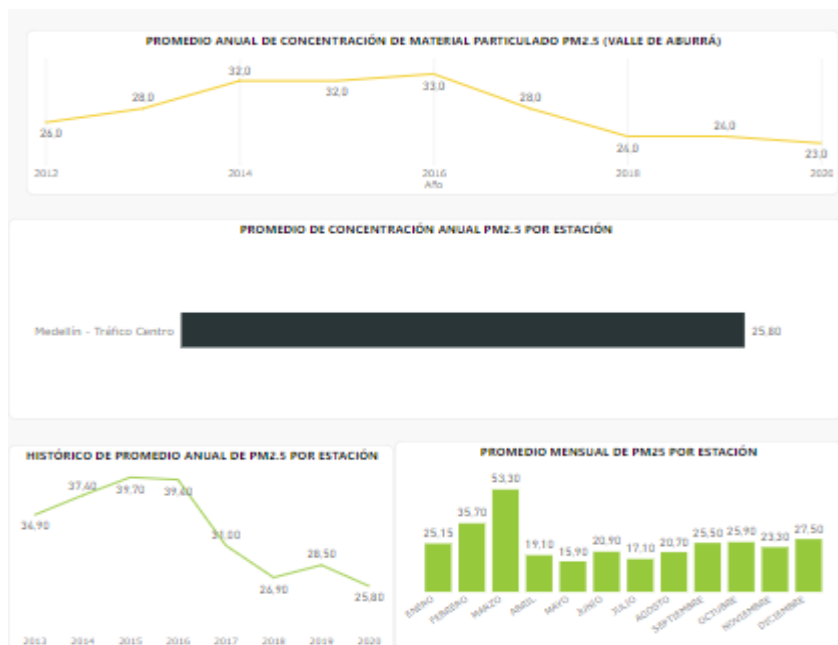 PROMEDIO ANUAL DE CONCENTRACIÓN DE MATERIAL PARTICULADO PM2.5 (VALLE DE ABURRÁ)
26,0
28,0
32,0
32,0
33,0
28,0
24,0
24,0
23,0
2012
2014
2016
2018
2020
Año
PROMEDIO DE CONCENTRACIÓN ANUAL PM2.5 POR ESTACIÓN
Medellín - Tráfico Centro
25,80
HISTÓRICO DE PROMEDIO ANUAL DE PM2.5 POR ESTACIÓN
37,40
39,70
31,00
28,50
26,90
25,80
2013
2014
2015
2016
2017
2018
2019
2020
PROMEDIO MENSUAL DE PM25 POR ESTACIÓN
25,15
35,70
53,30
19,10
15,90
20,90
17,10
20,70
25,50
25,90
23,30
27,50
ENERO
FEBRERO
MARZO
ABRIL
MAYO
JUNIO
JULIO
AGOSTO
SEPTIEMBRE
OCTUBRE
NOVIEMBRE
DICIEMBRE